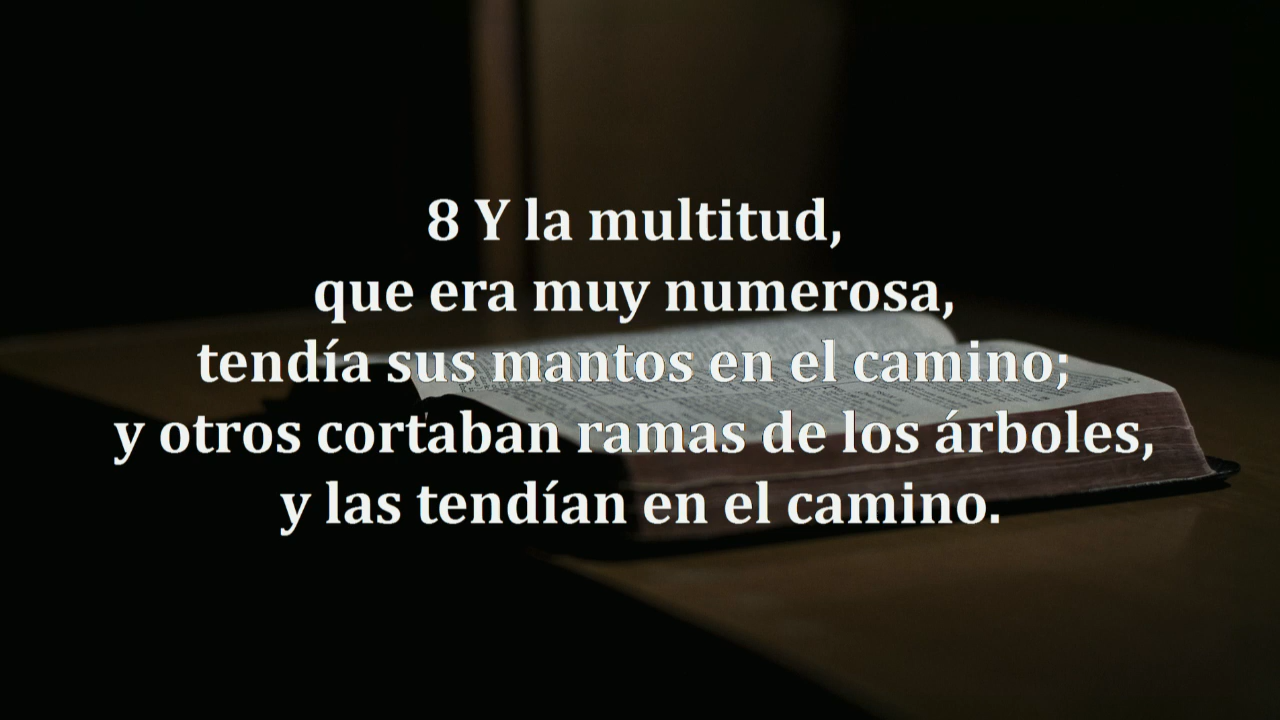 8 Y la multitud,
que era muy numerosa,
tendía sus mantos en el camino;
y otros cortaban ramas de los árboles,
y las tendían en el camino.